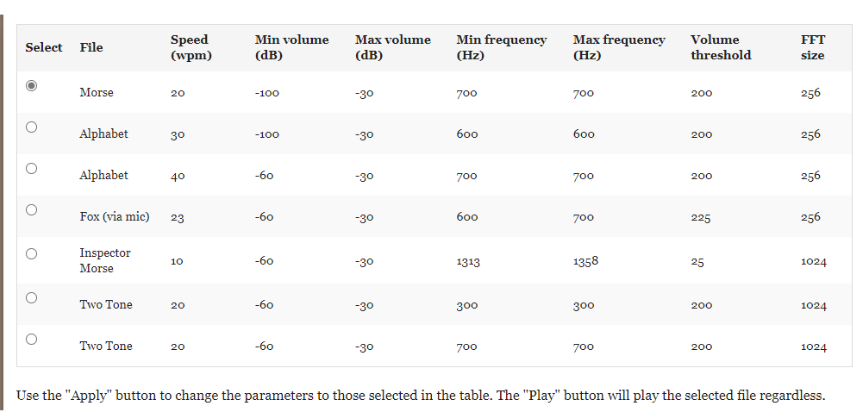 Select File Speed (wpm) Min volume (dB) Max volume (dB) Min frequency (Hz) Max frequency (Hz) Volume threshold FFT size
Morse 20 -100 -30 700 700 200 256
Alphabet 30 -100 -30 600 600 200 256
Alphabet 40 -60 -30 700 700 200 256
Fox (via mic) 23 -60 -30 600 700 225 256
Inspector Morse 10 -60 -30 1313 1358 25 1024
Two Tone 20 -60 -30 300 300 200 1024
Two Tone 20 -60 -30 700 700 200 1024
Use the "Apply" button to change the parameters to those selected in the table. The "Play" button will play the selected file regardless.